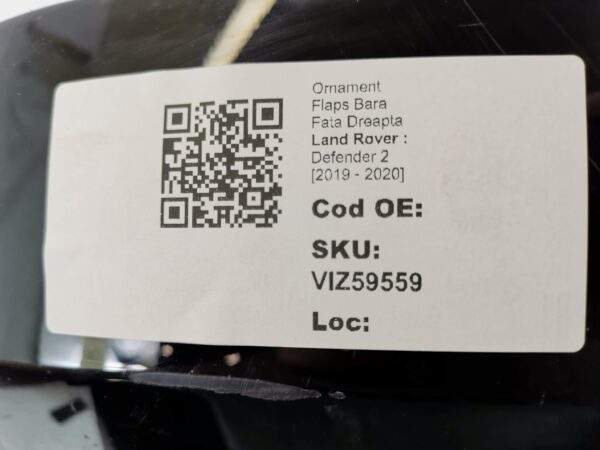 Ornament
Flaps Bara
Fata Dreapta
Land Rover :
Defender 2
[2019 - 2020]
Cod OE:
SKU:
VIZ59559
Loc: